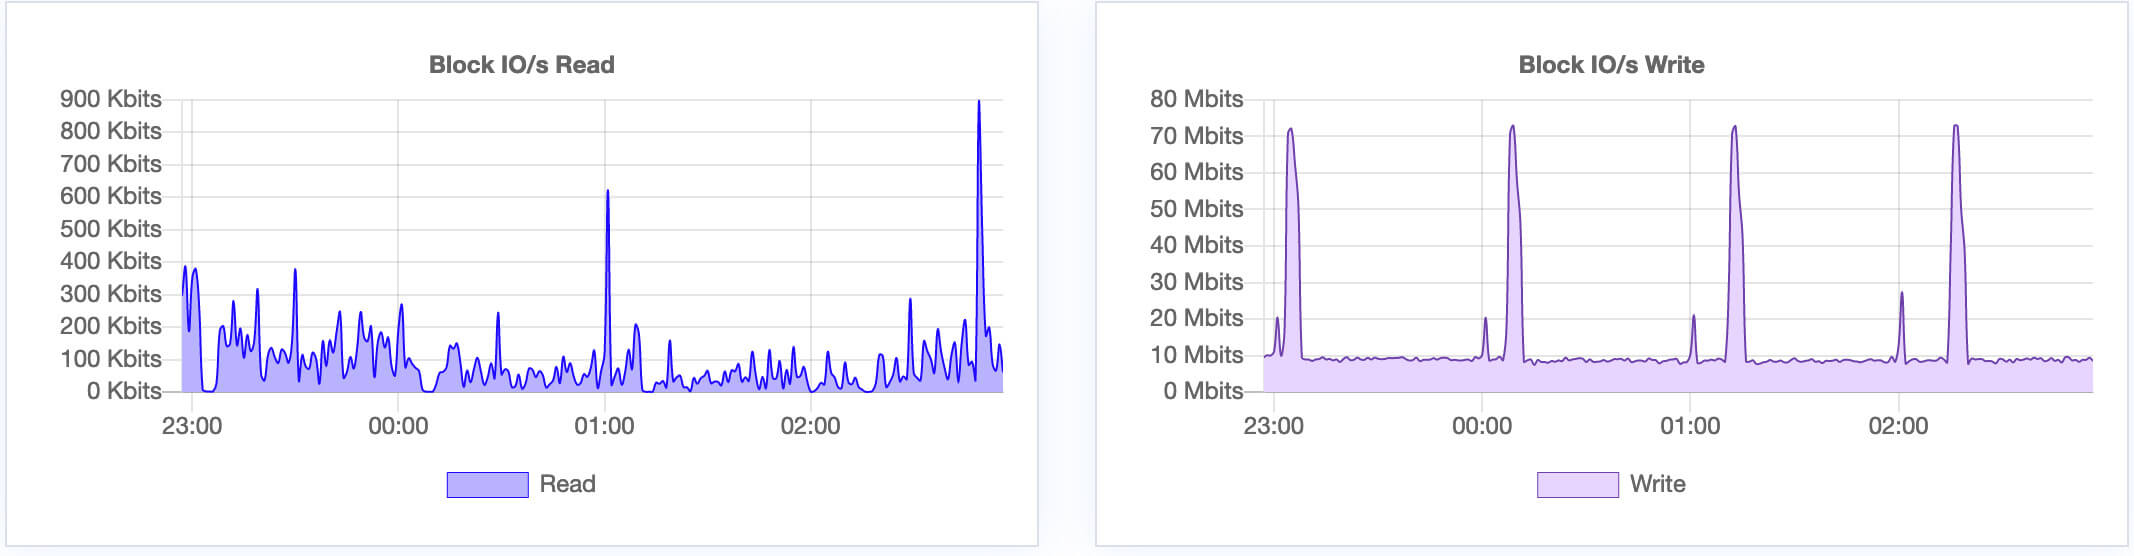 Block IO/s Read
900 Kbits
800 Kbits
700 Kbits
600 Kbits
500 Kbits
400 Kbits
300 Kbits
200 Kbits
100 Kbits
0 Kbits
23:00 00:00 01:00 02:00
Read
Block IO/s Write
80 Mbits
70 Mbits
60 Mbits
50 Mbits
40 Mbits
30 Mbits
20 Mbits
10 Mbits
0 Mbits
23:00 00:00 01:00 02:00
Write